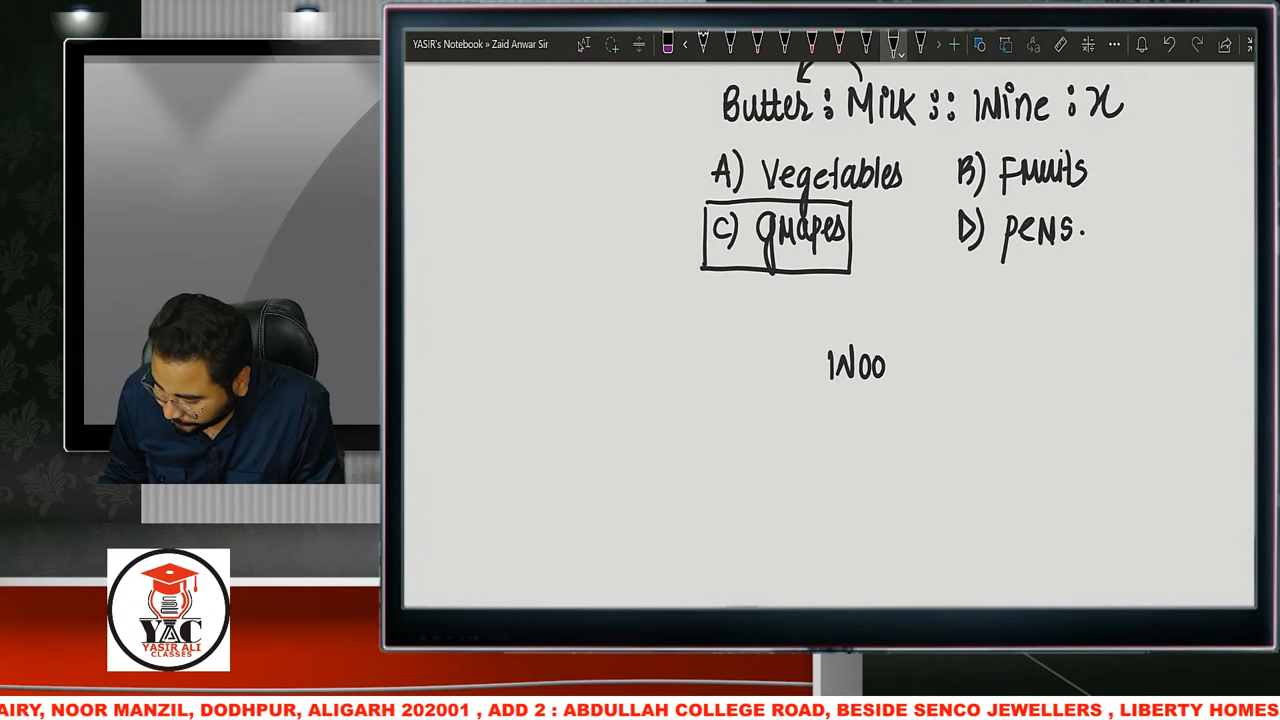 YASIR's Notebook » Zaid Anwar Sir
Butter : Milk :: Wine : x
A) Vegetables B) Fruits
C) grapes D) pens.
Woo
YAC
YASIR ALI
CLASSES
AIRY, NOOR MANZIL, DODHPUR, ALIGARH 202001 , ADD 2 : ABDULLAH COLLEGE ROAD, BESIDE SENCO JEWELLERS , LIBERTY HOMES